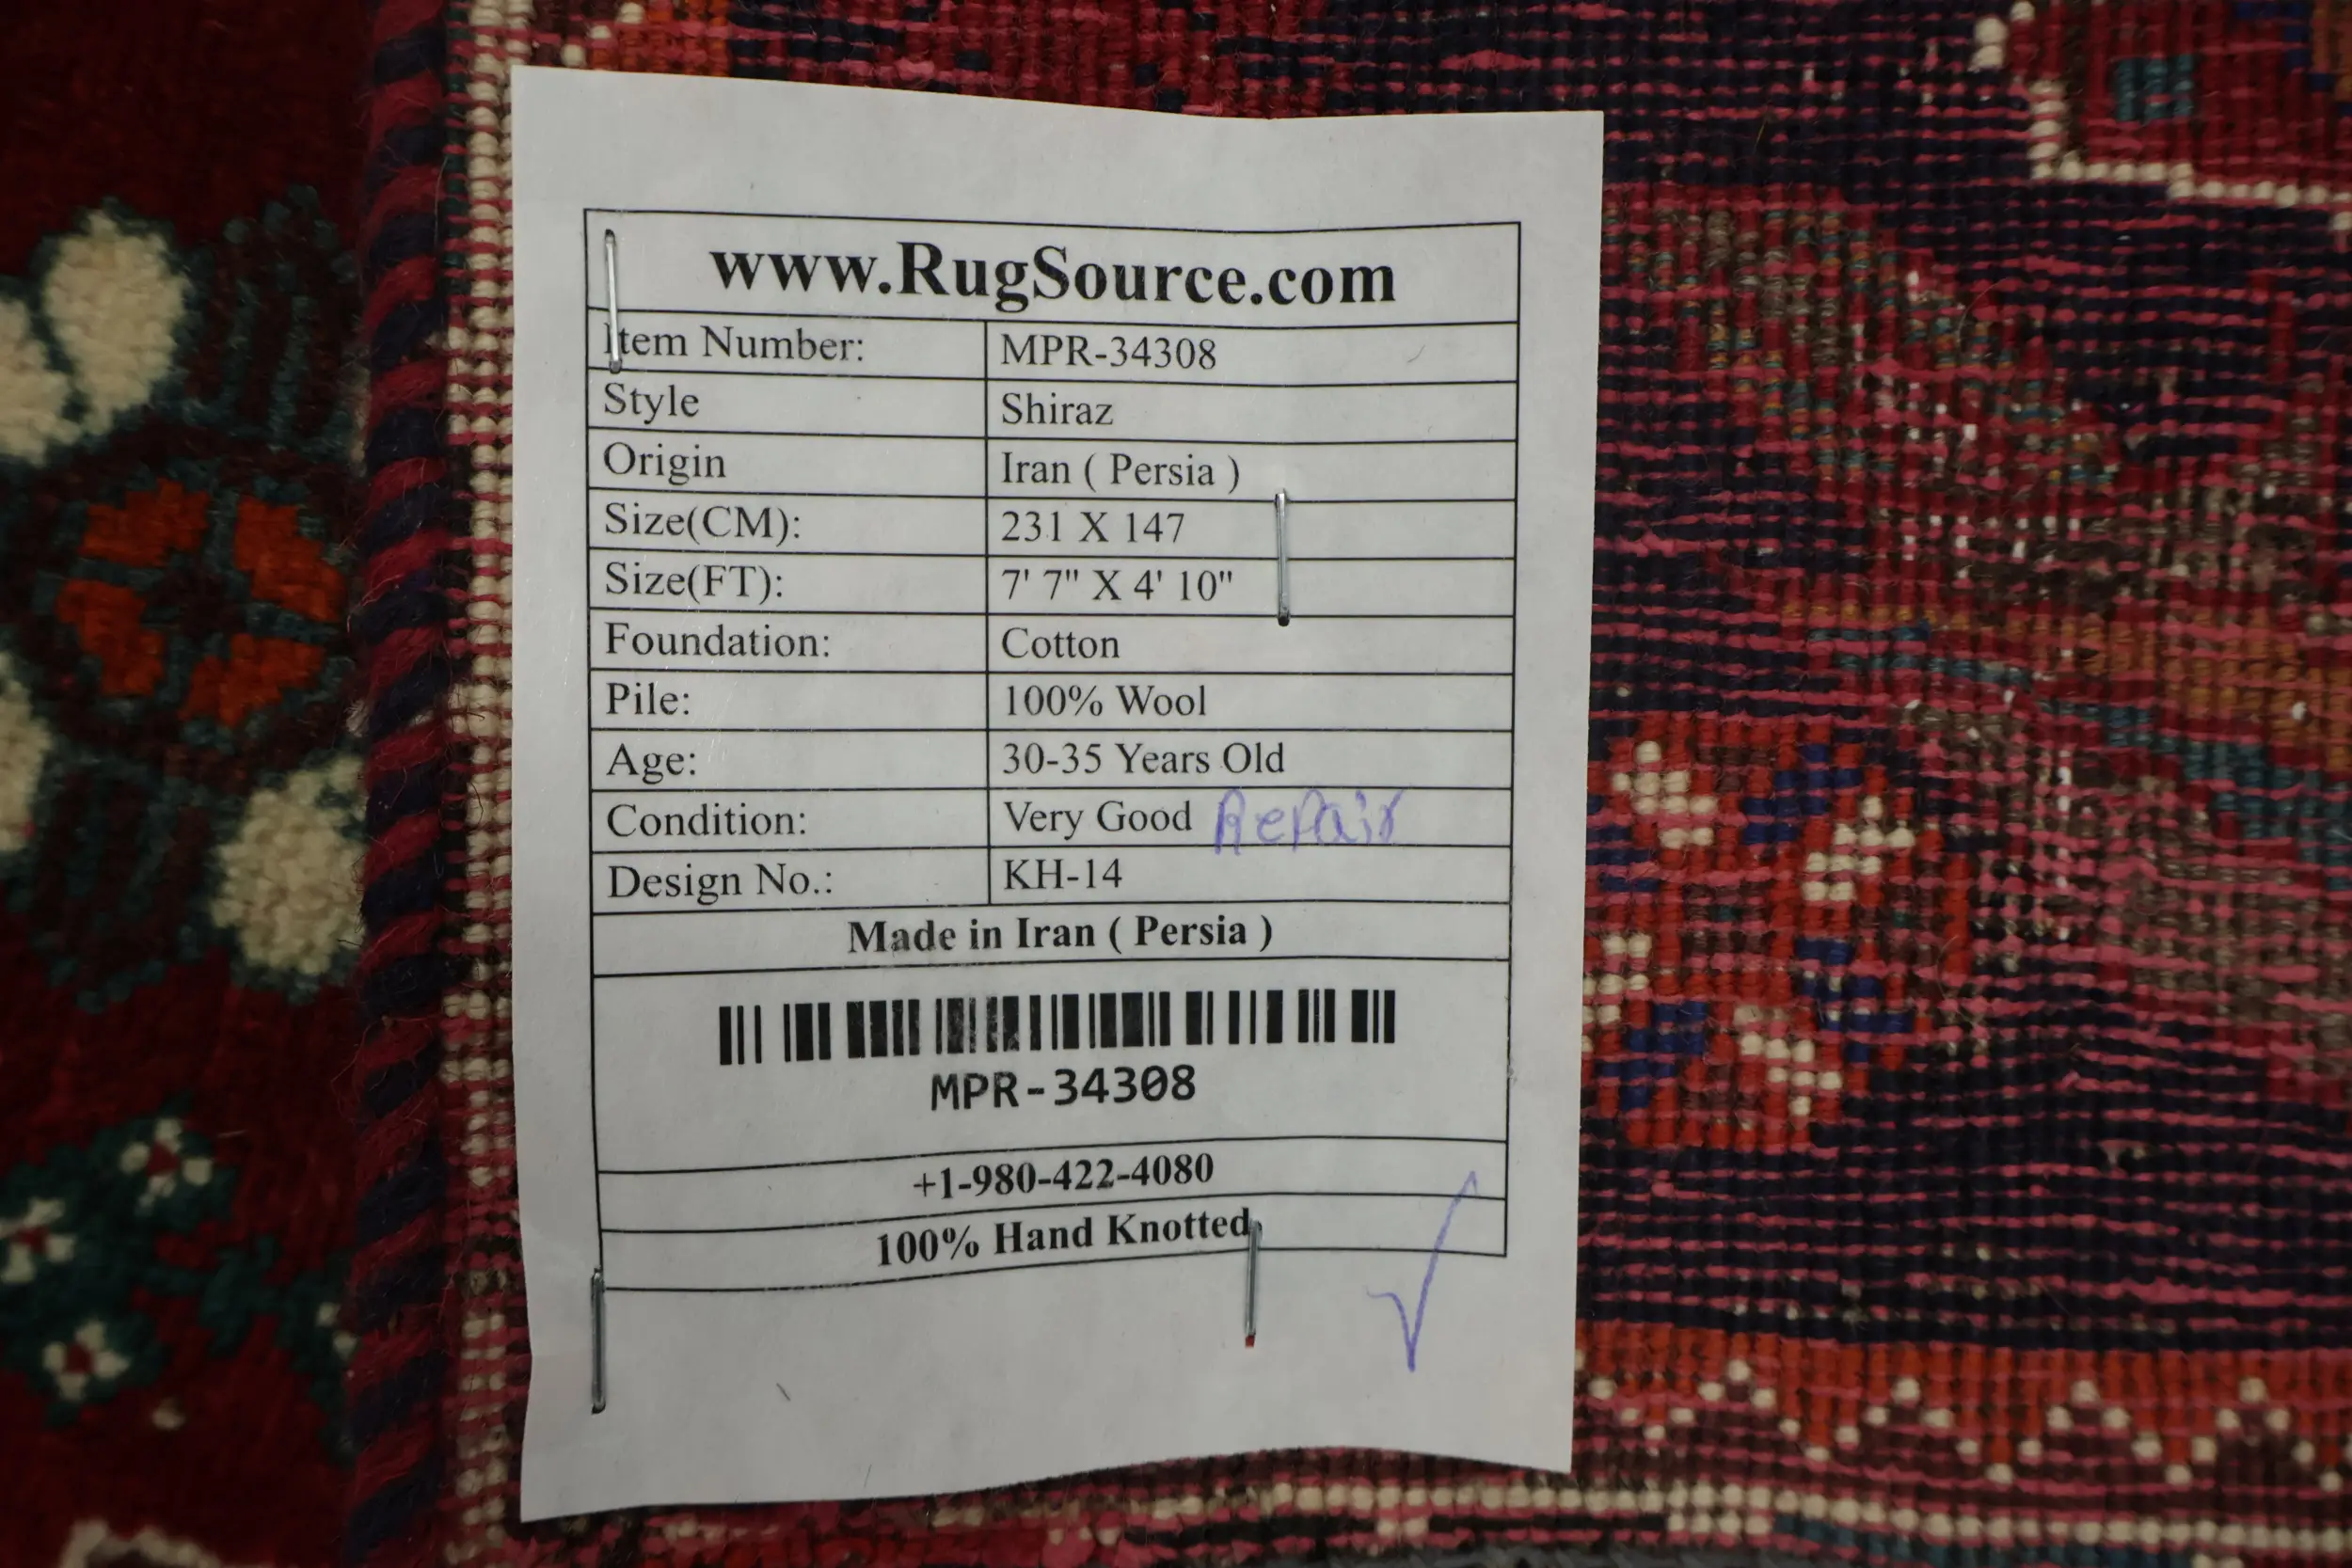 www.RugSource.com
Item Number: MPR-34308
Style Shiraz
Origin Iran ( Persia )
Size(CM): 231 X 147
Size(FT): 7' 7" X 4' 10"
Foundation: Cotton
Pile: 100% Wool
Age: 30-35 Years Old
Condition: Very Good Repair
Design No.: KH-14
Made in Iran ( Persia )
MPR-34308
+1-980-422-4080
100% Hand Knotted